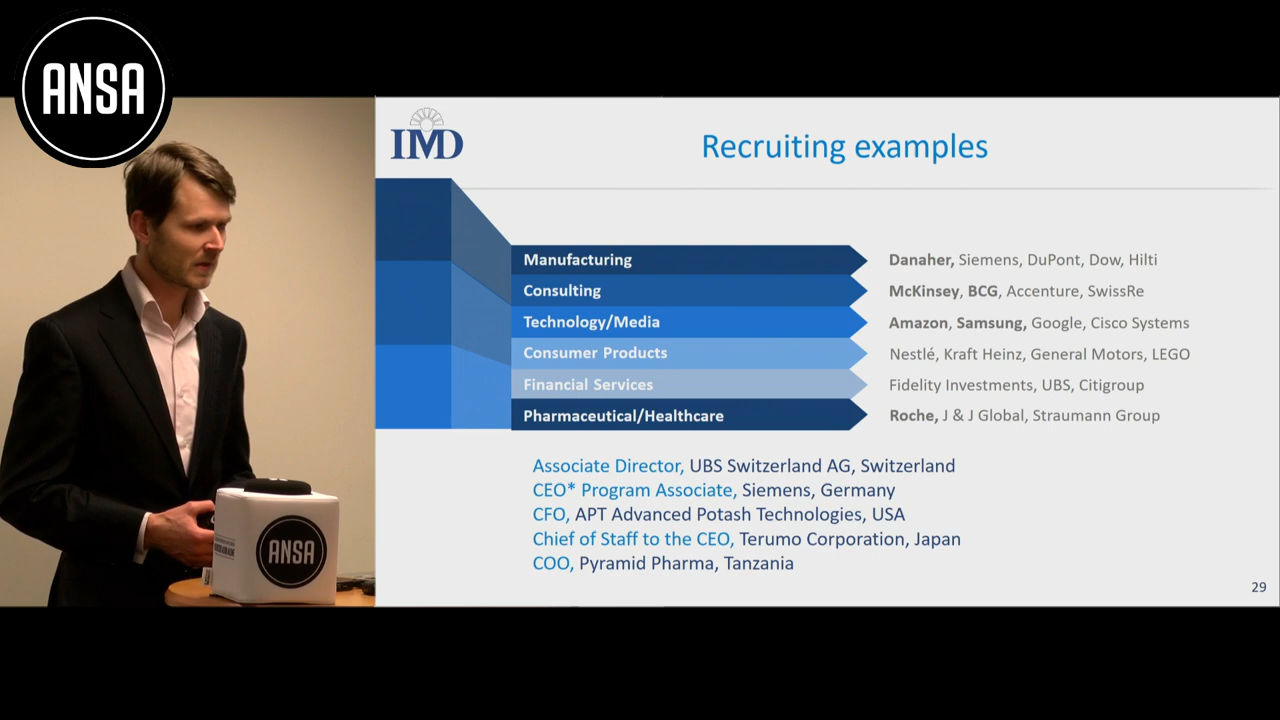 ANSA
IMD
Recruiting examples
Manufacturing
Danaher, Siemens, DuPont, Dow, Hilti
Consulting
McKinsey, BCG, Accenture, SwissRe
Technology/Media
Amazon, Samsung, Google, Cisco Systems
Consumer Products
Nestlé, Kraft Heinz, General Motors, LEGO
Financial Services
Fidelity Investments, UBS, Citigroup
Pharmaceutical/Healthcare
Roche, J & J Global, Straumann Group
Associate Director, UBS Switzerland AG, Switzerland
CEO* Program Associate, Siemens, Germany
CFO, APT Advanced Potash Technologies, USA
Chief of Staff to the CEO, Terumo Corporation, Japan
COO, Pyramid Pharma, Tanzania
29
ANSA